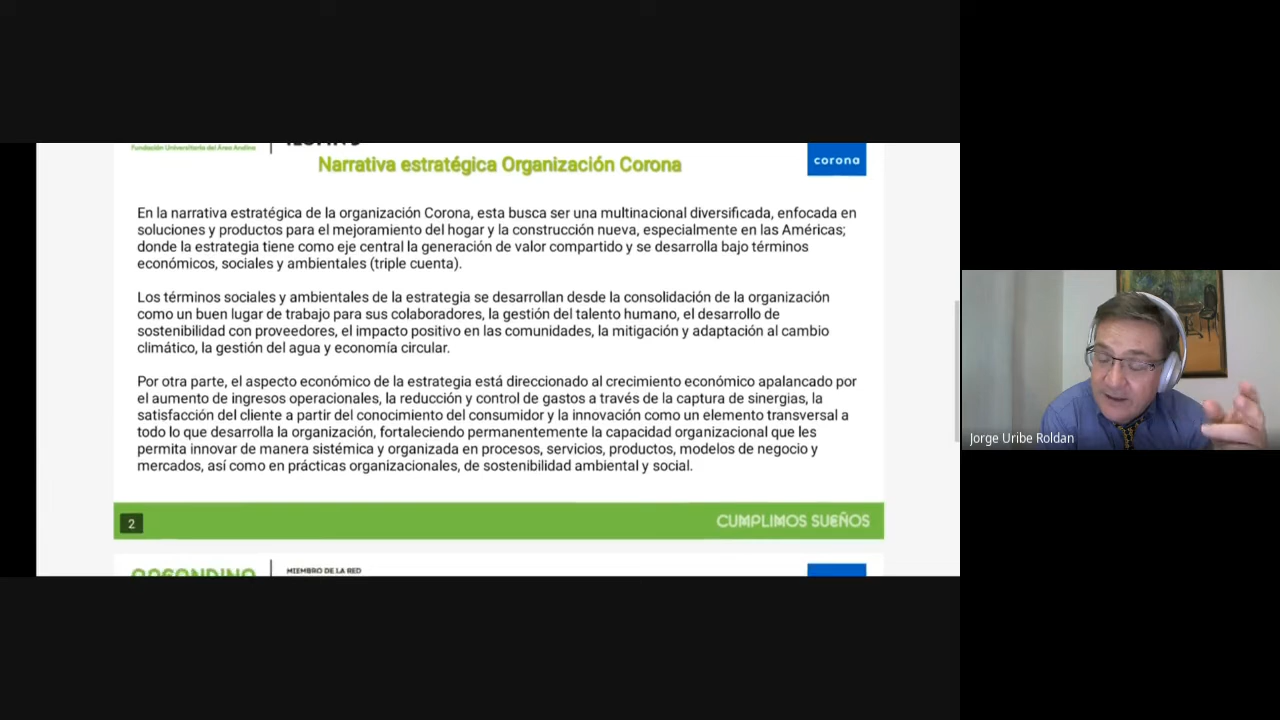 Fundación Universitaria del Área Andina
Narrativa estratégica Organización Corona
corona
En la narrativa estratégica de la organización Corona, esta busca ser una multinacional diversificada, enfocada en
soluciones y productos para el mejoramiento del hogar y la construcción nueva, especialmente en las Américas;
donde la estrategia tiene como eje central la generación de valor compartido y se desarrolla bajo términos
económicos, sociales y ambientales (triple cuenta).
Los términos sociales y ambientales de la estrategia se desarrollan desde la consolidación de la organización
como un buen lugar de trabajo para sus colaboradores, la gestión del talento humano, el desarrollo de
sostenibilidad con proveedores, el impacto positivo en las comunidades, la mitigación y adaptación al cambio
climático, la gestión del agua y economía circular.
Por otra parte, el aspecto económico de la estrategia está direccionado al crecimiento económico apalancado por
el aumento de ingresos operacionales, la reducción y control de gastos a través de la captura de sinergias, la
satisfacción del cliente a partir del conocimiento del consumidor y la innovación como un elemento transversal a
todo lo que desarrolla la organización, fortaleciendo permanentemente la capacidad organizacional que les
permita innovar de manera sistémica y organizada en procesos, servicios, productos, modelos de negocio y
mercados, así como en prácticas organizacionales, de sostenibilidad ambiental y social.
2
CUMPLIMOS SUEÑOS
MIEMBRO DE LA RED
Jorge Uribe Roldan